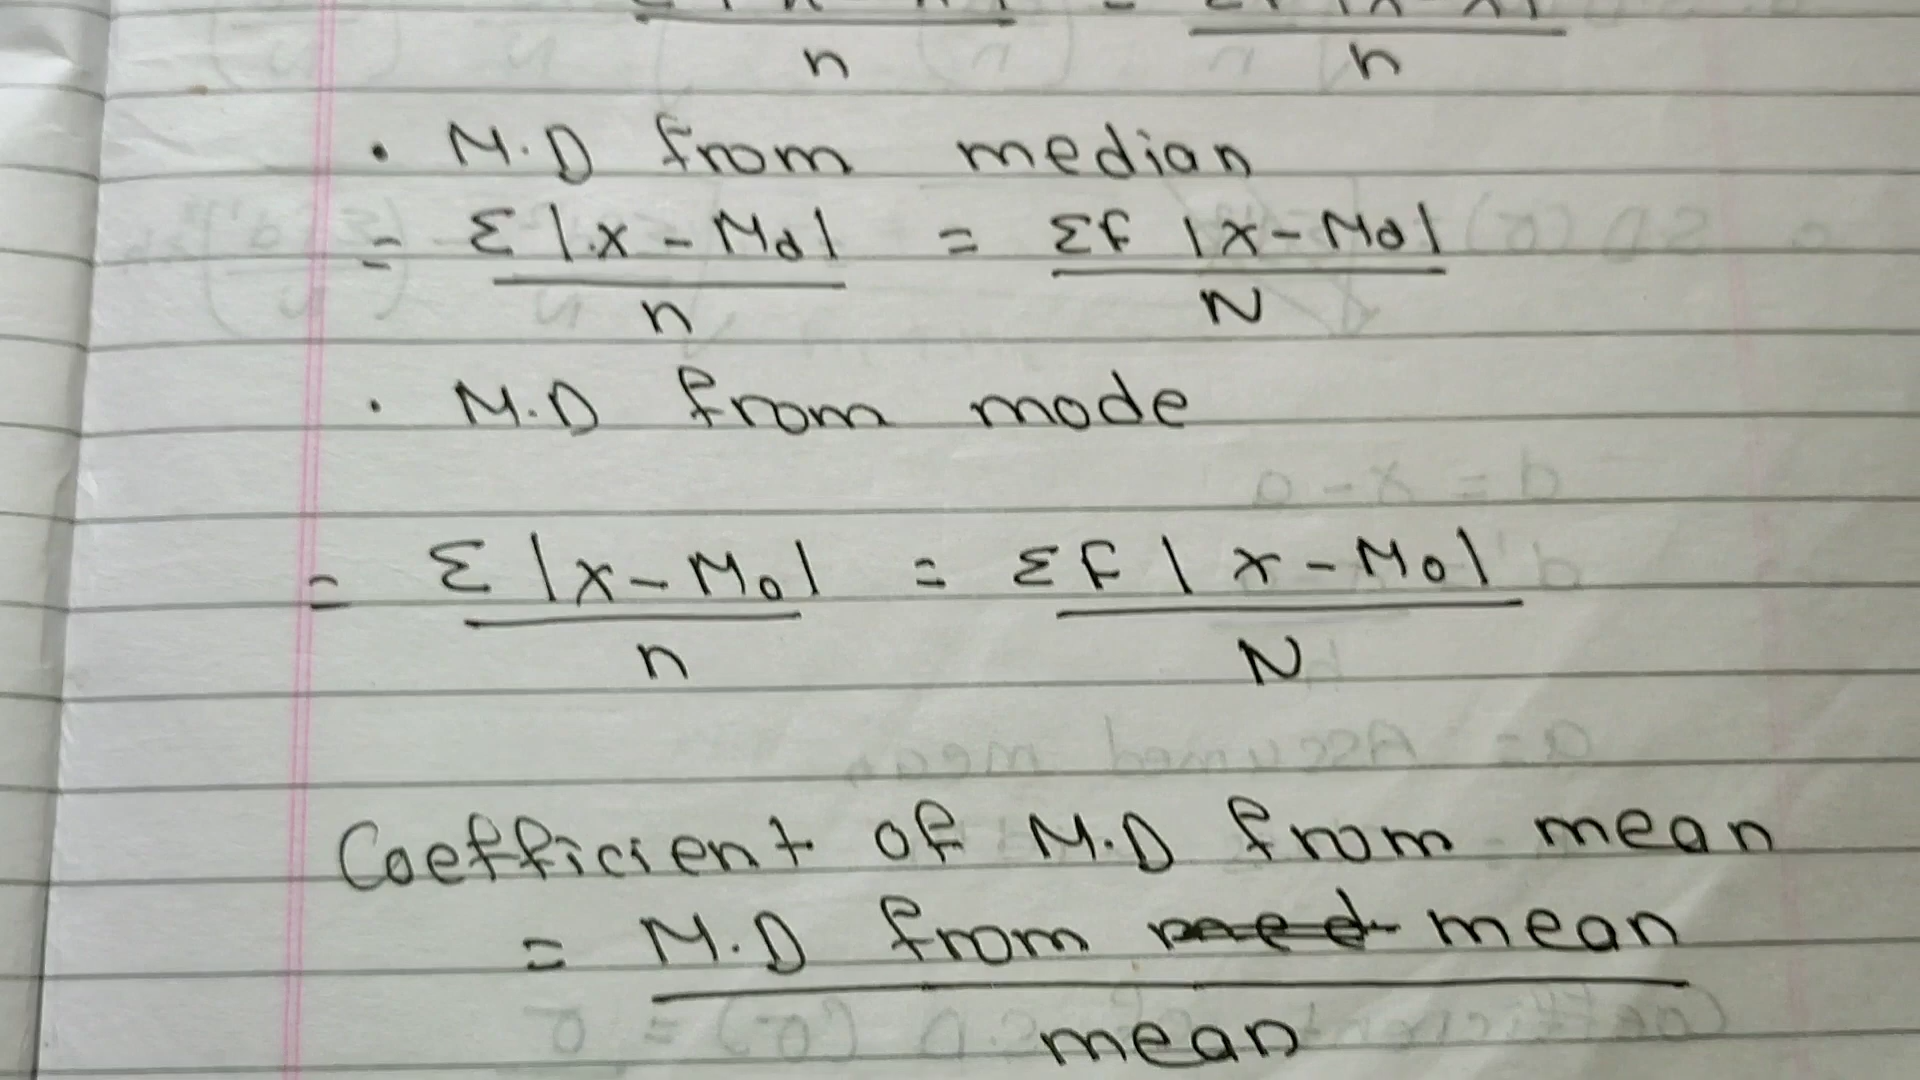 n n
• M.D from median
= Σ |x - Md| = Σf |x - Md|
n N
• M.D from mode
= Σ |x - Mo| = Σf | x - Mo|
n N
Coefficient of M.D from mean
= M.D from med mean
mean